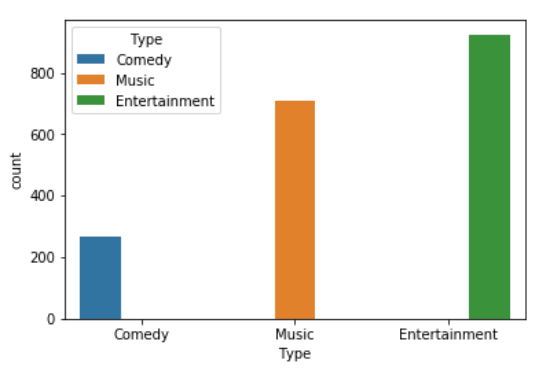 Type
Comedy
Music
Entertainment
count
800
600
400
200
0
Comedy Music Entertainment
Type